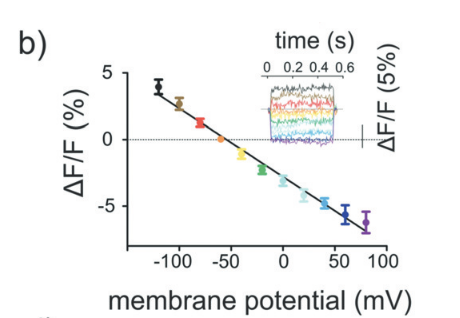 b)
time (s)
0 0.2 0.4 0.6
ΔF/F (5%)
ΔF/F (%)
5
0
-5
-100 -50 0 50 100
membrane potential (mV)